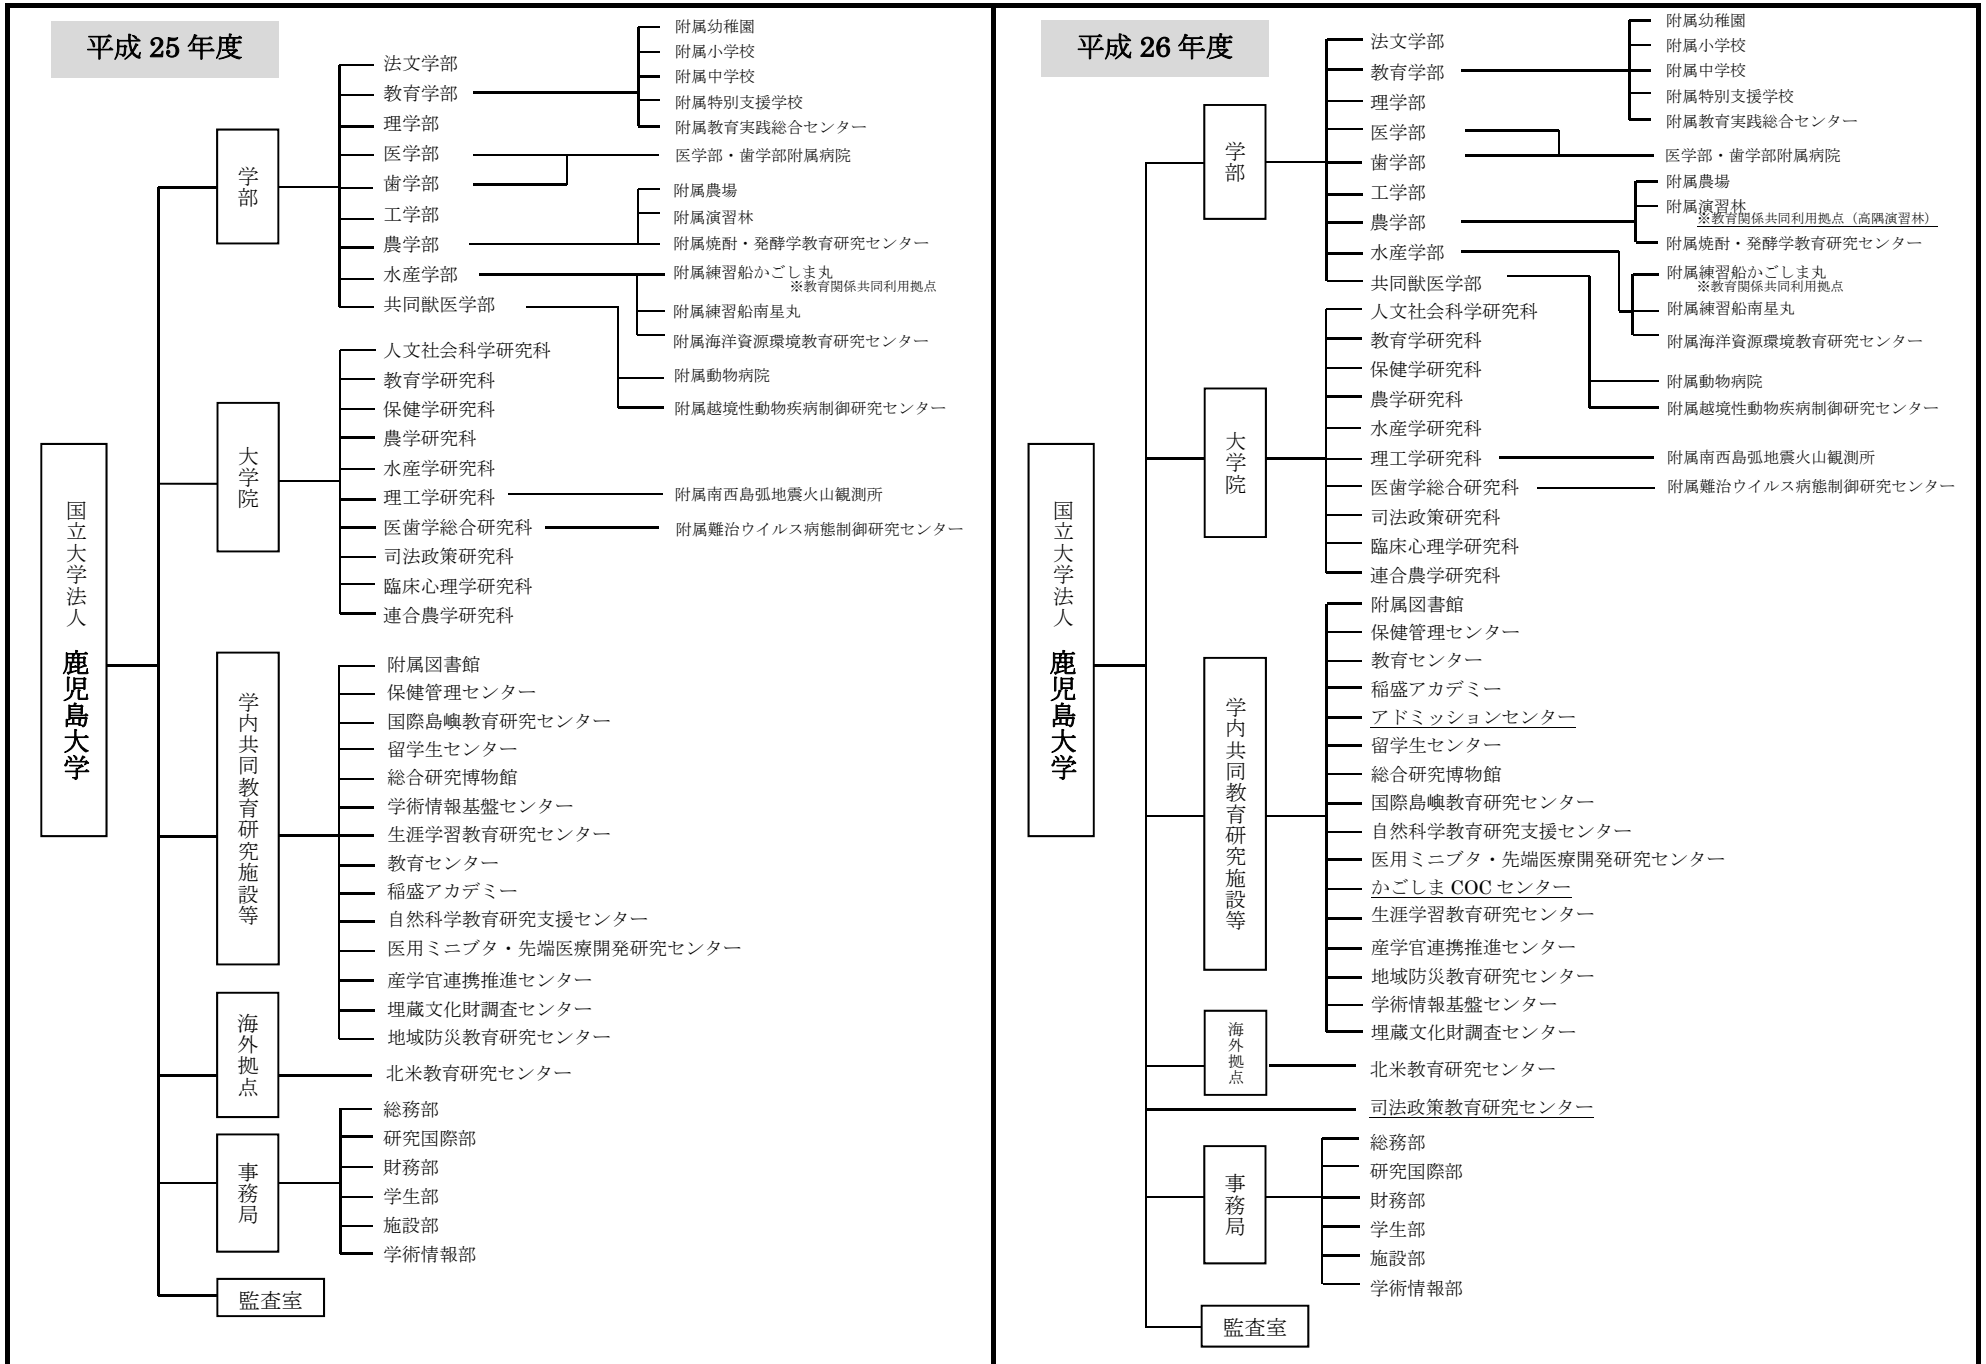 平成 25 年度
国立大学法人 鹿児島大学
学部
法文学部
教育学部
附属幼稚園
附属小学校
附属中学校
附属特別支援学校
附属教育実践総合センター
理学部
医学部
医学部・歯学部附属病院
歯学部
工学部
農学部
附属農場
附属演習林
附属焼酎・発酵学教育研究センター
水産学部
附属練習船かごしま丸
※教育関係共同利用拠点
附属練習船南星丸
附属海洋資源環境教育研究センター
共同獣医学部
附属動物病院
附属越境性動物疾病制御研究センター
大学院
人文社会科学研究科
教育学研究科
保健学研究科
農学研究科
水産学研究科
理工学研究科
附属南西島弧地震火山観測所
医歯学総合研究科
附属難治ウイルス病態制御研究センター
司法政策研究科
臨床心理学研究科
連合農学研究科
学内共同教育研究施設等
附属図書館
保健管理センター
国際島嶼教育研究センター
留学生センター
総合研究博物館
学術情報基盤センター
生涯学習教育研究センター
教育センター
稲盛アカデミー
自然科学教育研究支援センター
医用ミニブタ・先端医療開発研究センター
産学官連携推進センター
埋蔵文化財調査センター
地域防災教育研究センター
海外拠点
北米教育研究センター
事務局
総務部
研究国際部
財務部
学生部
施設部
学術情報部
監査室
平成 26 年度
国立大学法人 鹿児島大学
学部
法文学部
教育学部
附属幼稚園
附属小学校
附属中学校
附属特別支援学校
附属教育実践総合センター
理学部
医学部
歯学部
医学部・歯学部附属病院
工学部
農学部
附属農場
附属演習林
※教育関係共同利用拠点（高隈演習林）
附属焼酎・発酵学教育研究センター
水産学部
附属練習船かごしま丸
※教育関係共同利用拠点
附属練習船南星丸
附属海洋資源環境教育研究センター
共同獣医学部
附属動物病院
附属越境性動物疾病制御研究センター
大学院
人文社会科学研究科
教育学研究科
保健学研究科
農学研究科
水産学研究科
理工学研究科
附属南西島弧地震火山観測所
医歯学総合研究科
附属難治ウイルス病態制御研究センター
司法政策研究科
臨床心理学研究科
連合農学研究科
学内共同教育研究施設等
附属図書館
保健管理センター
教育センター
稲盛アカデミー
アドミッションセンター
留学生センター
総合研究博物館
国際島嶼教育研究センター
自然科学教育研究支援センター
医用ミニブタ・先端医療開発研究センター
かごしま COC センター
生涯学習教育研究センター
産学官連携推進センター
地域防災教育研究センター
学術情報基盤センター
埋蔵文化財調査センター
海外拠点
北米教育研究センター
司法政策教育研究センター
事務局
総務部
研究国際部
財務部
学生部
施設部
学術情報部
監査室